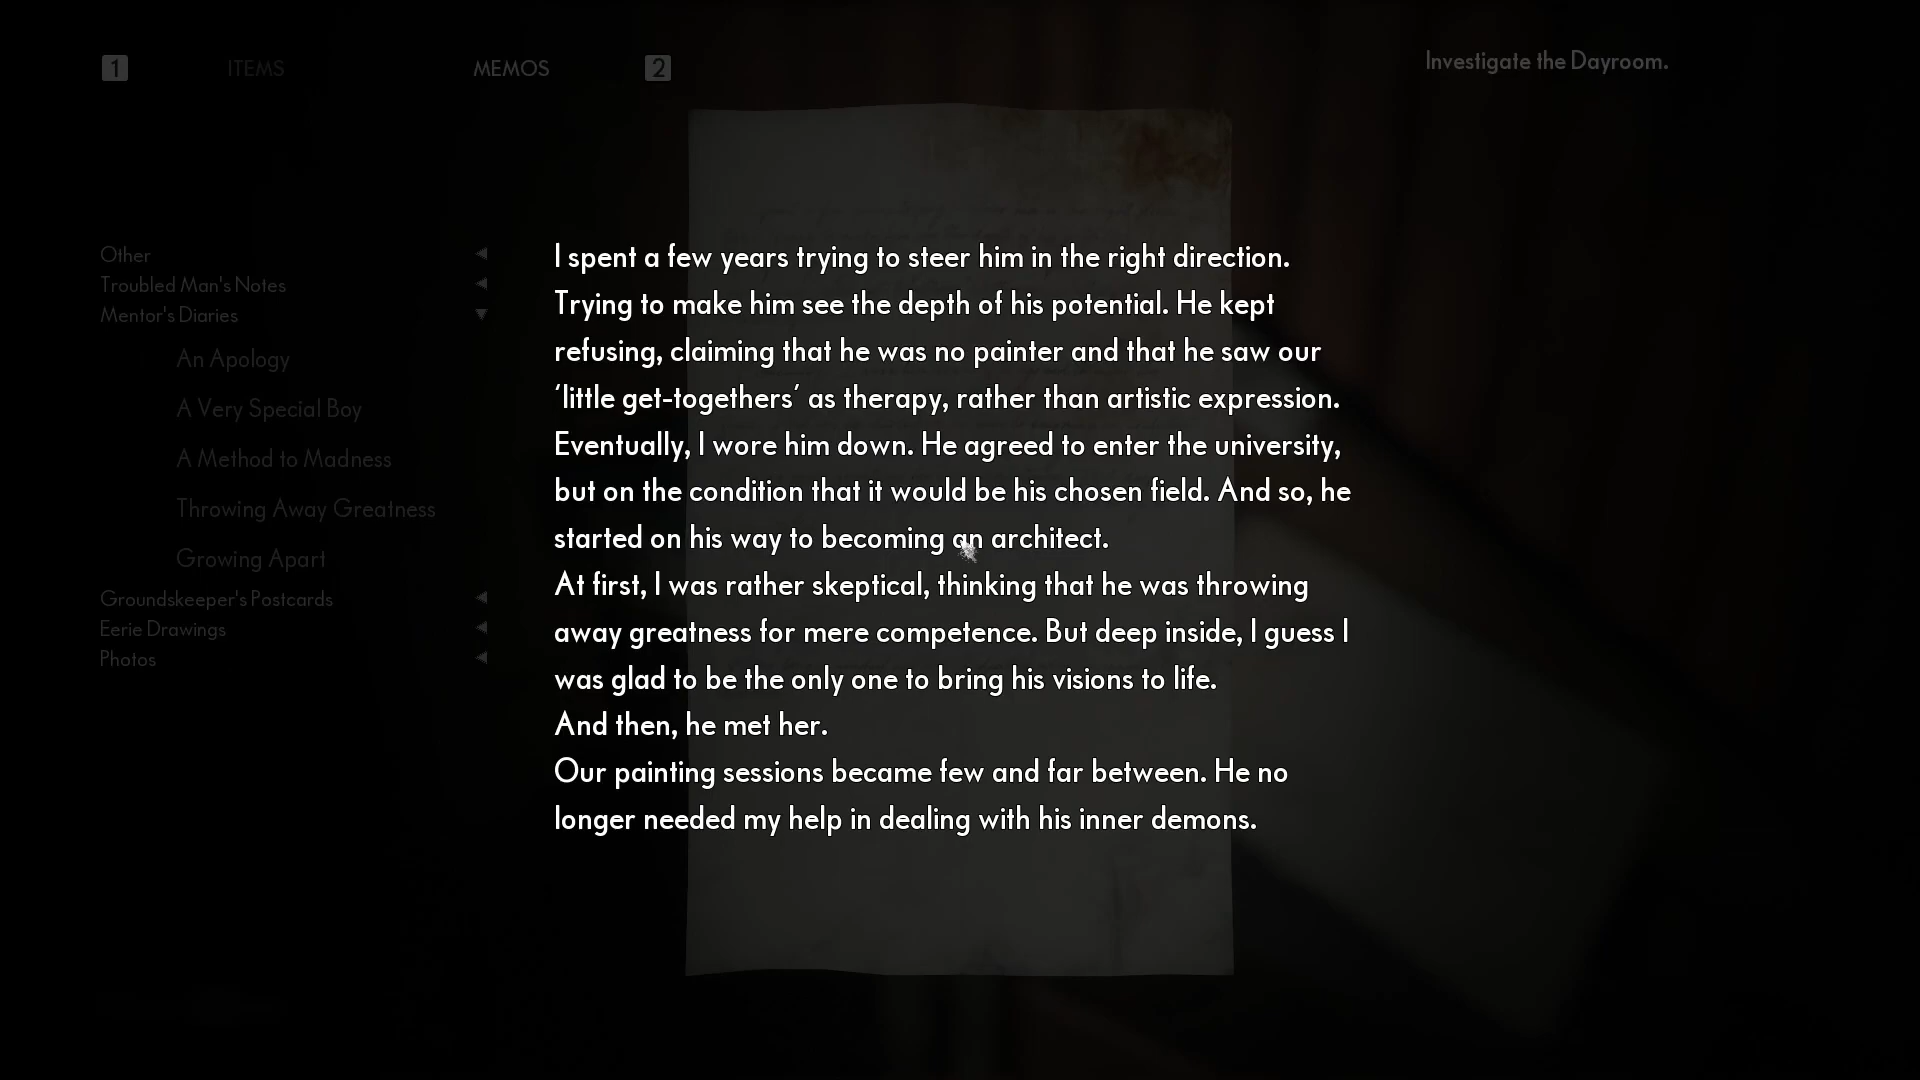 1 ITEMS MEMOS 2
Investigate the Dayroom.
Other
Troubled Man's Notes
Mentor's Diaries
An Apology
A Very Special Boy
A Method to Madness
Throwing Away Greatness
Growing Apart
Groundskeeper's Postcards
Eerie Drawings
Photos
I spent a few years trying to steer him in the right direction.
Trying to make him see the depth of his potential. He kept
refusing, claiming that he was no painter and that he saw our
‘little get-togethers’ as therapy, rather than artistic expression.
Eventually, I wore him down. He agreed to enter the university,
but on the condition that it would be his chosen field. And so, he
started on his way to becoming an architect.
At first, I was rather skeptical, thinking that he was throwing
away greatness for mere competence. But deep inside, I guess I
was glad to be the only one to bring his visions to life.
And then, he met her.
Our painting sessions became few and far between. He no
longer needed my help in dealing with his inner demons.